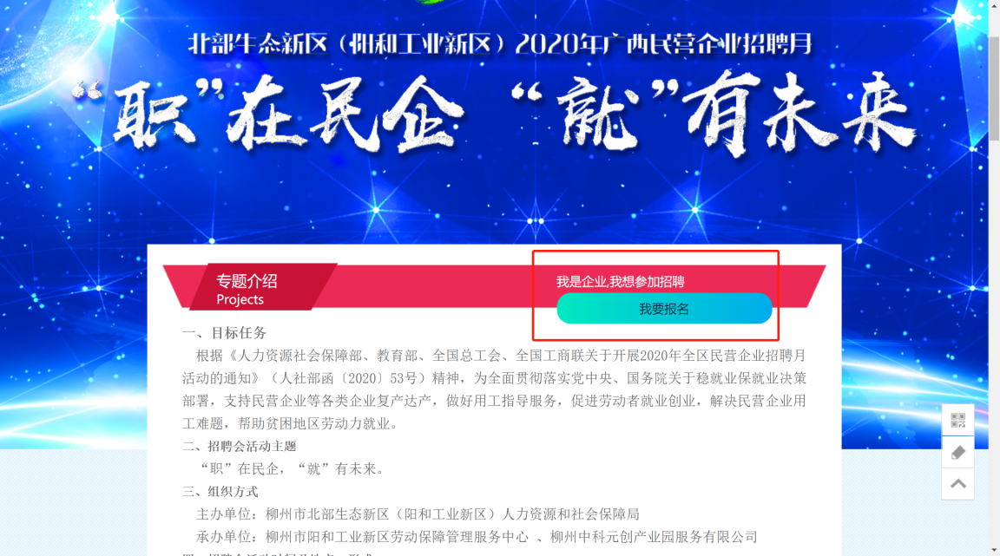 北部生态新区（阳和工业新区）2020年广西民营企业招聘月
“职”在民企 “就”有未来
专题介绍
Projects
我是企业,我想参加招聘
我要报名
一、目标任务
根据《人力资源社会保障部、教育部、全国总工会、全国工商联关于开展2020年全区民营企业招聘月
活动的通知》（人社部函〔2020〕53号）精神，为全面贯彻落实党中央、国务院关于稳就业保就业决策
部署，支持民营企业等各类企业复产达产，做好用工指导服务，促进劳动者就业创业，解决民营企业用
工难题，帮助贫困地区劳动力就业。
二、招聘会活动主题
“职”在民企，“就”有未来。
三、组织方式
主办单位：柳州市北部生态新区（阳和工业新区）人力资源和社会保障局
承办单位：柳州市阳和工业新区劳动保障管理服务中心 、柳州中科元创产业园服务有限公司